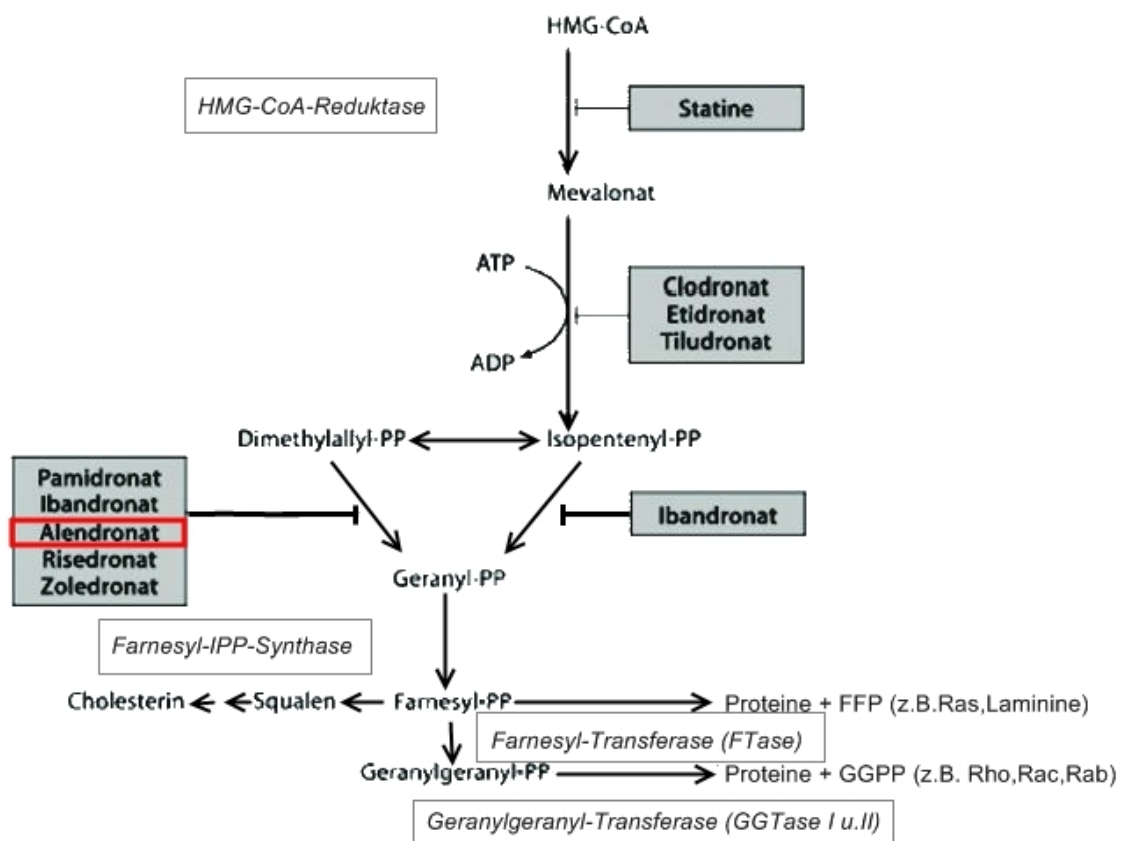 HMG-CoA
HMG-CoA-Reduktase
Statine
Mevalonat
ATP
Clodronat
Etidronat
Tiludronat
ADP
Dimethylallyl-PP
Isopentenyl-PP
Pamidronat
Ibandronat
Alendronat
Risedronat
Zoledronat
Ibandronat
Geranyl-PP
Farnesyl-IPP-Synthase
Cholesterin
Squalen
Farnesyl-PP
Proteine + FFP (z.B.Ras,Laminine)
Farnesyl-Transferase (FTase)
Geranylgeranyl-PP
Proteine + GGPP (z.B. Rho,Rac,Rab)
Geranylgeranyl-Transferase (GGTase I u.II)